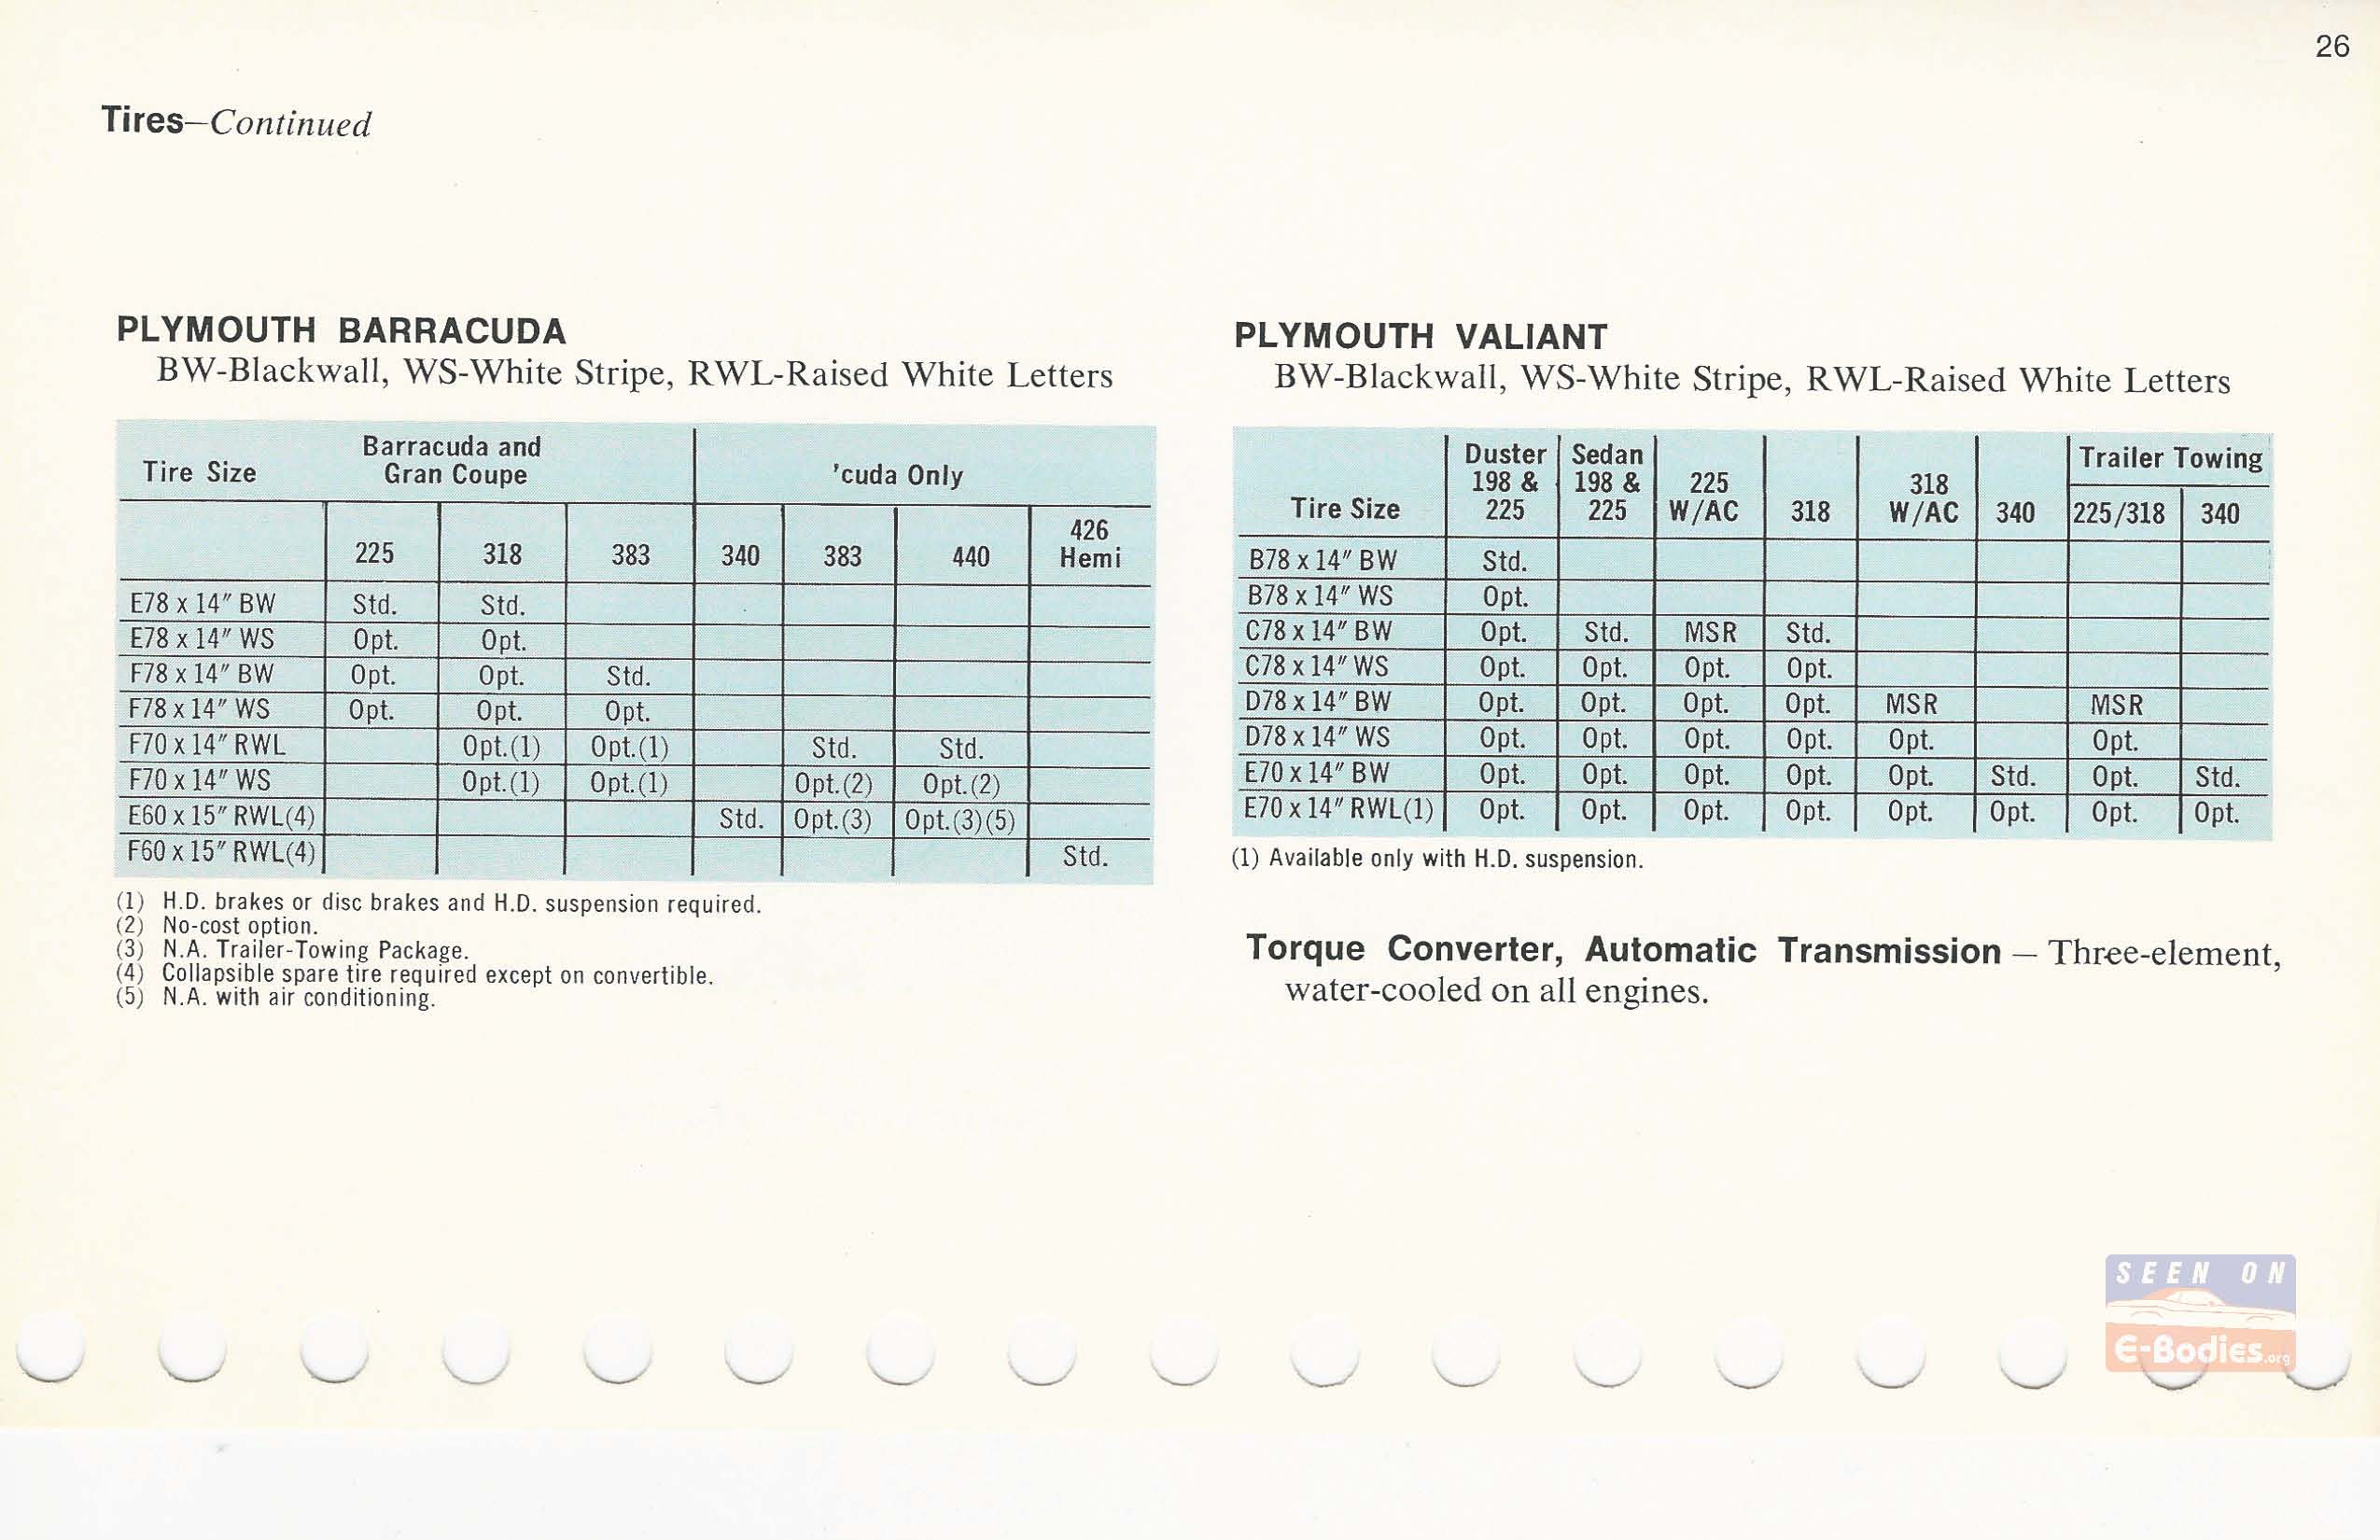 26
Tires—Continued
PLYMOUTH BARRACUDA
BW-Blackwall, WS-White Stripe, RWL-Raised White Letters
Tire Size Barracuda and Gran Coupe 'cuda Only
225 318 383 340 383 440 426 Hemi
E78 x 14″ BW Std. Std.
E78 x 14″ WS Opt. Opt.
F78 x 14″ BW Opt. Opt. Std.
F78 x 14″ WS Opt. Opt. Opt.
F70 x 14″ RWL Opt.(1) Opt.(1) Std. Std.
F70 x 14″ WS Opt.(1) Opt.(1) Opt.(2) Opt.(2)
E60 x 15″ RWL(4) Std. Opt.(3) Opt.(3)(5)
F60 x 15″ RWL(4) Std.
(1) H.D. brakes or disc brakes and H.D. suspension required.
(2) No-cost option.
(3) N.A. Trailer-Towing Package.
(4) Collapsible spare tire required except on convertible.
(5) N.A. with air conditioning.
PLYMOUTH VALIANT
BW-Blackwall, WS-White Stripe, RWL-Raised White Letters
Tire Size Duster 198 & 225 Sedan 198 & 225 225 W/AC 318 318 W/AC 340 Trailer Towing 225/318 340
B78 x 14″ BW Std.
B78 x 14″ WS Opt.
C78 x 14″ BW Opt. Std. MSR Std.
C78 x 14″ WS Opt. Opt. Opt. Opt.
D78 x 14″ BW Opt. Opt. Opt. Opt. MSR MSR
D78 x 14″ WS Opt. Opt. Opt. Opt. Opt. Opt.
E70 x 14″ BW Opt. Opt. Opt. Opt. Opt. Std. Opt. Std.
E70 x 14″ RWL(1) Opt. Opt. Opt. Opt. Opt. Opt. Opt. Opt.
(1) Available only with H.D. suspension.
Torque Converter, Automatic Transmission — Three-element,
water-cooled on all engines.
SEEN ON
E-Bodies.org